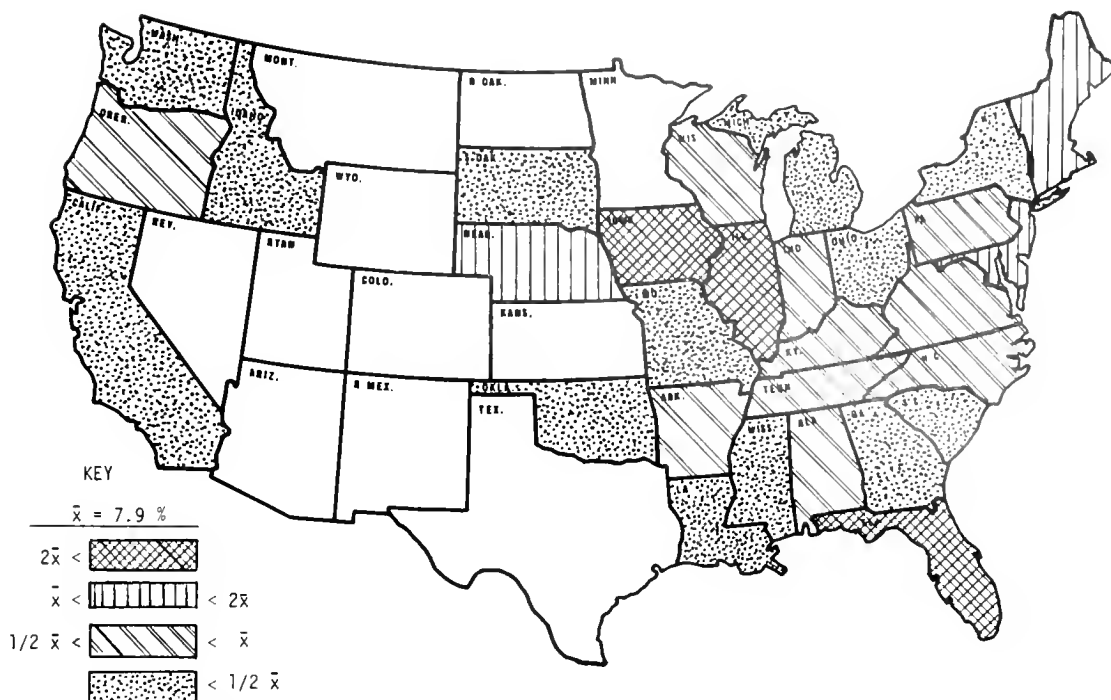 WASH.
MONT.
N DAK.
MINN
OREG.
IDAHO
S. DAK
WIS
MICH
WYO.
NEBR.
IOWA
ILL.
IND
OHIO
PA
CALIF
NEV.
UTAH
COLO.
KANS.
MO.
KY.
N C.
TENN
ARIZ.
N MEX.
OKLA.
TEX.
ARK.
MISS.
ALA
GA
LA
KEY
x̄ = 7.9 %
2x̄ <
x̄ < < 2x̄
1/2 x̄ < < x̄
< 1/2 x̄